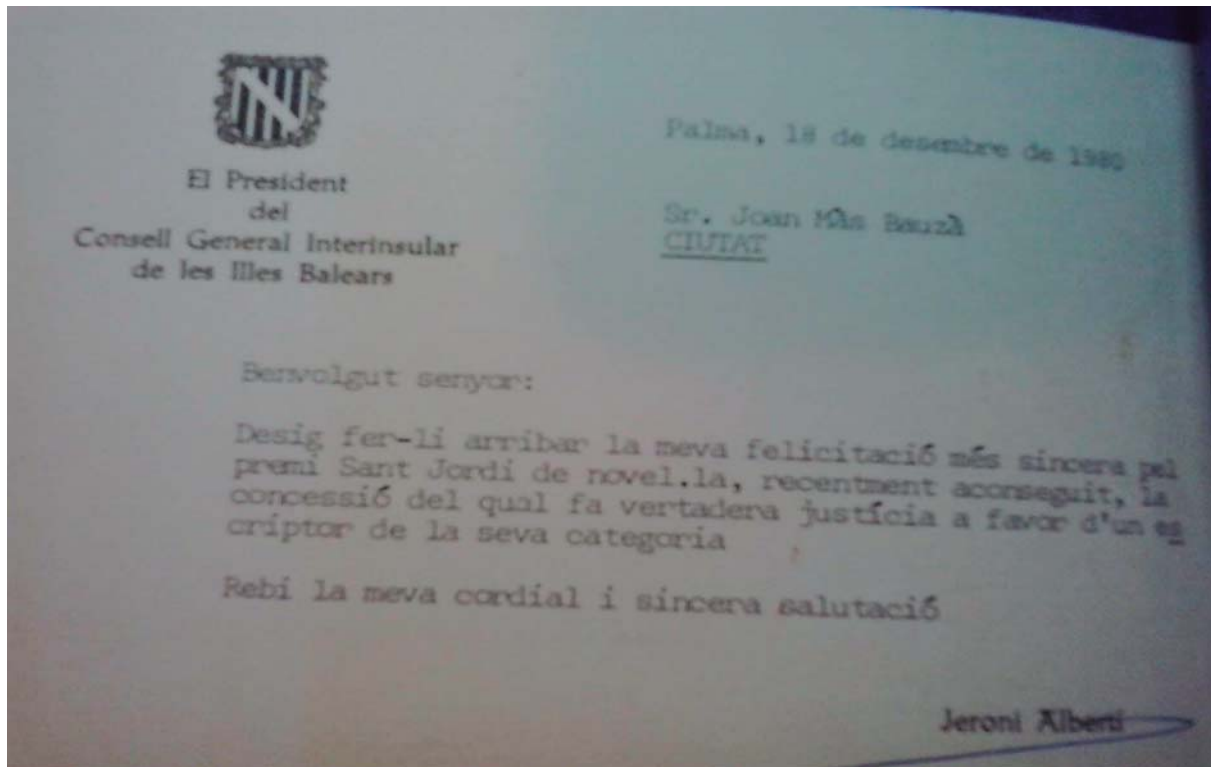 El President
del
Consell General Interinsular
de les Illes Balears
Palma, 18 de desembre de 1980
Sr. Joan Màs Bauzà
CIUTAT
Benvolgut senyor:
Desig fer-li arribar la meva felicitació més sincera pel
premi Sant Jordi de novel.la, recentment aconseguit, la
concessió del qual fa vertadera justícia a favor d'un es
criptor de la seva categoria
Rebi la meva cordial i sincera salutació
Jeroni Albertí